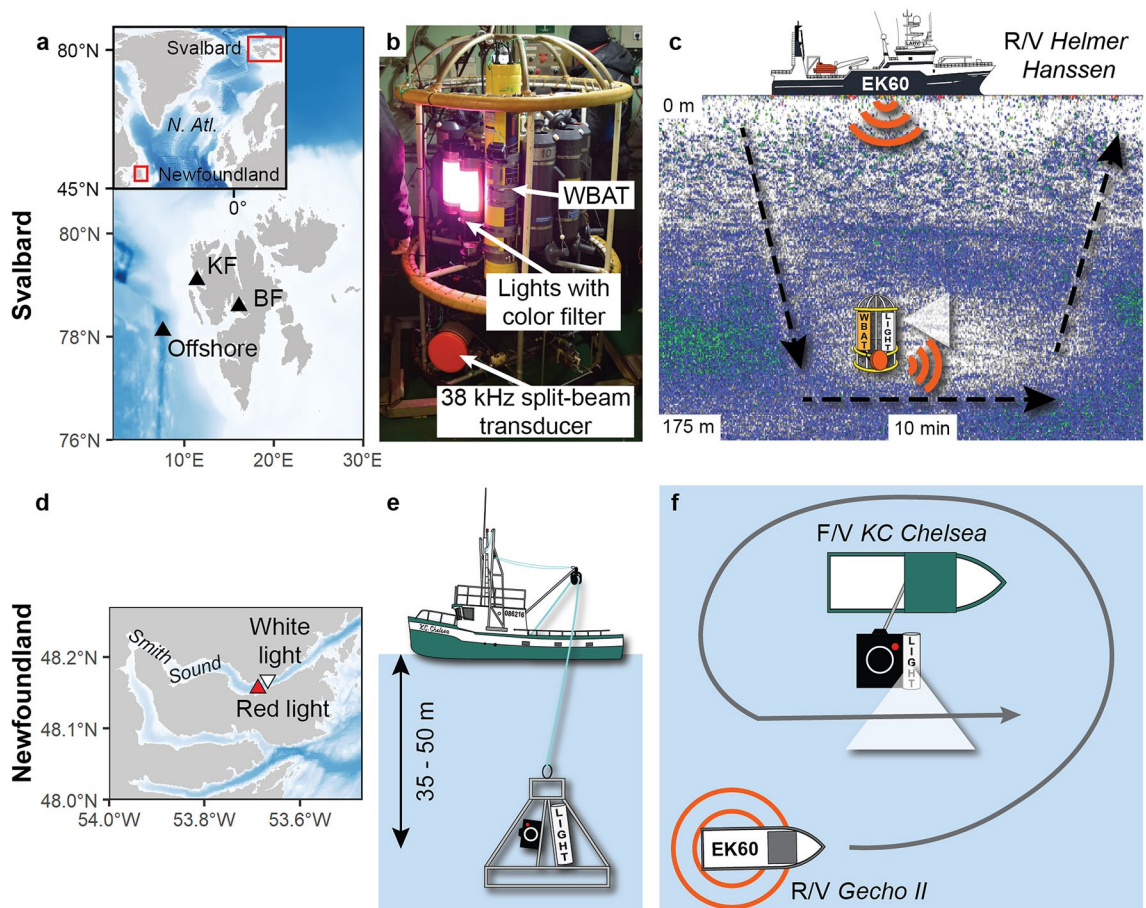 a
80°N
Svalbard
N. Atl.
Newfoundland
45°N
0°
80°N
KF
BF
78°N
Offshore
76°N
10°E
20°E
30°E
Svalbard
b
10
WBAT
Lights with
color filter
38 kHz split-beam
transducer
c
R/V Helmer
Hanssen
EK60
0 m
WBAT
LIGHT
175 m
10 min
Newfoundland
d
48.2°N
48.1°N
48.0°N
54.0°W
53.8°W
53.6°W
Smith
Sound
White
light
Red light
e
086216
KC Chelsea
35 - 50 m
LIGHT
f
F/V KC Chelsea
LIGHT
EK60
R/V Gecho II